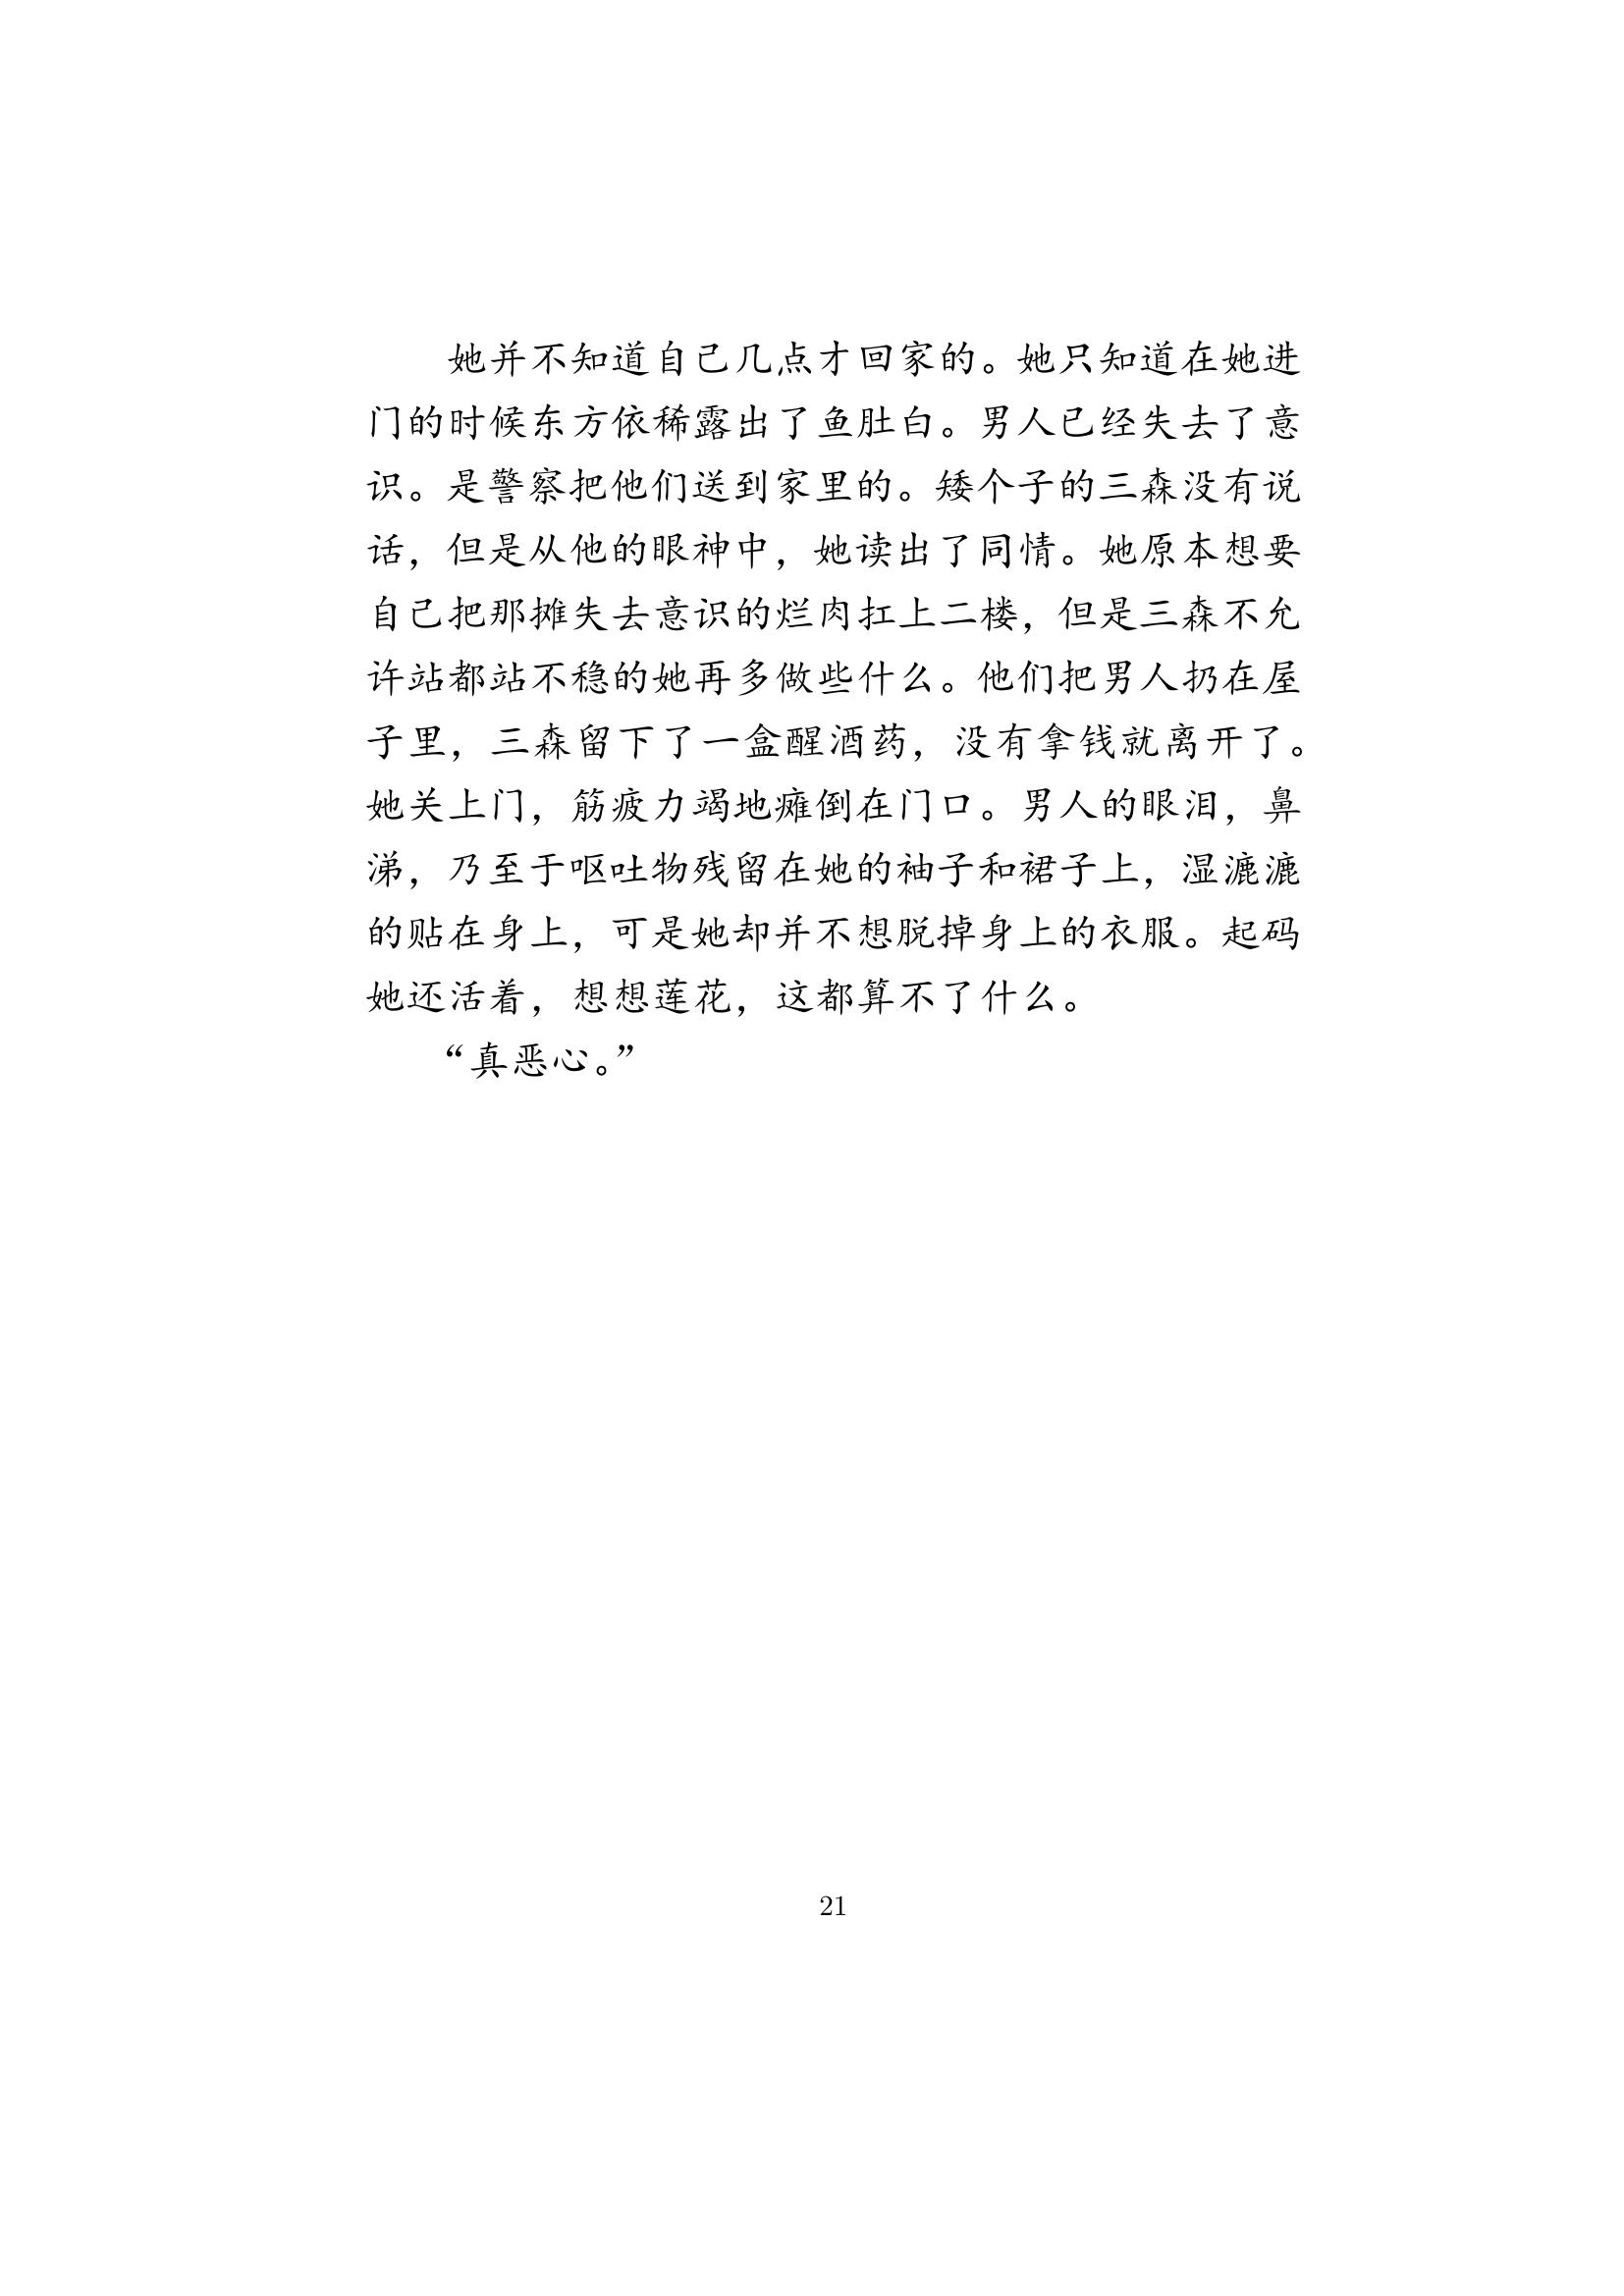 她并不知道自己几点才回家的。她只知道在她进
门的时候东方依稀露出了鱼肚白。男人已经失去了意
识。是警察把他们送到家里的。矮个子的三森没有说
话，但是从他的眼神中，她读出了同情。她原本想要
自己把那摊失去意识的烂肉扛上二楼，但是三森不允
许站都站不稳的她再多做些什么。他们把男人扔在屋
子里，三森留下了一盒醒酒药，没有拿钱就离开了。
她关上门，筋疲力竭地瘫倒在门口。男人的眼泪，鼻
涕，乃至于呕吐物残留在她的袖子和裙子上，湿漉漉
的贴在身上，可是她却并不想脱掉身上的衣服。起码
她还活着，想想莲花，这都算不了什么。
“真恶心。”
21